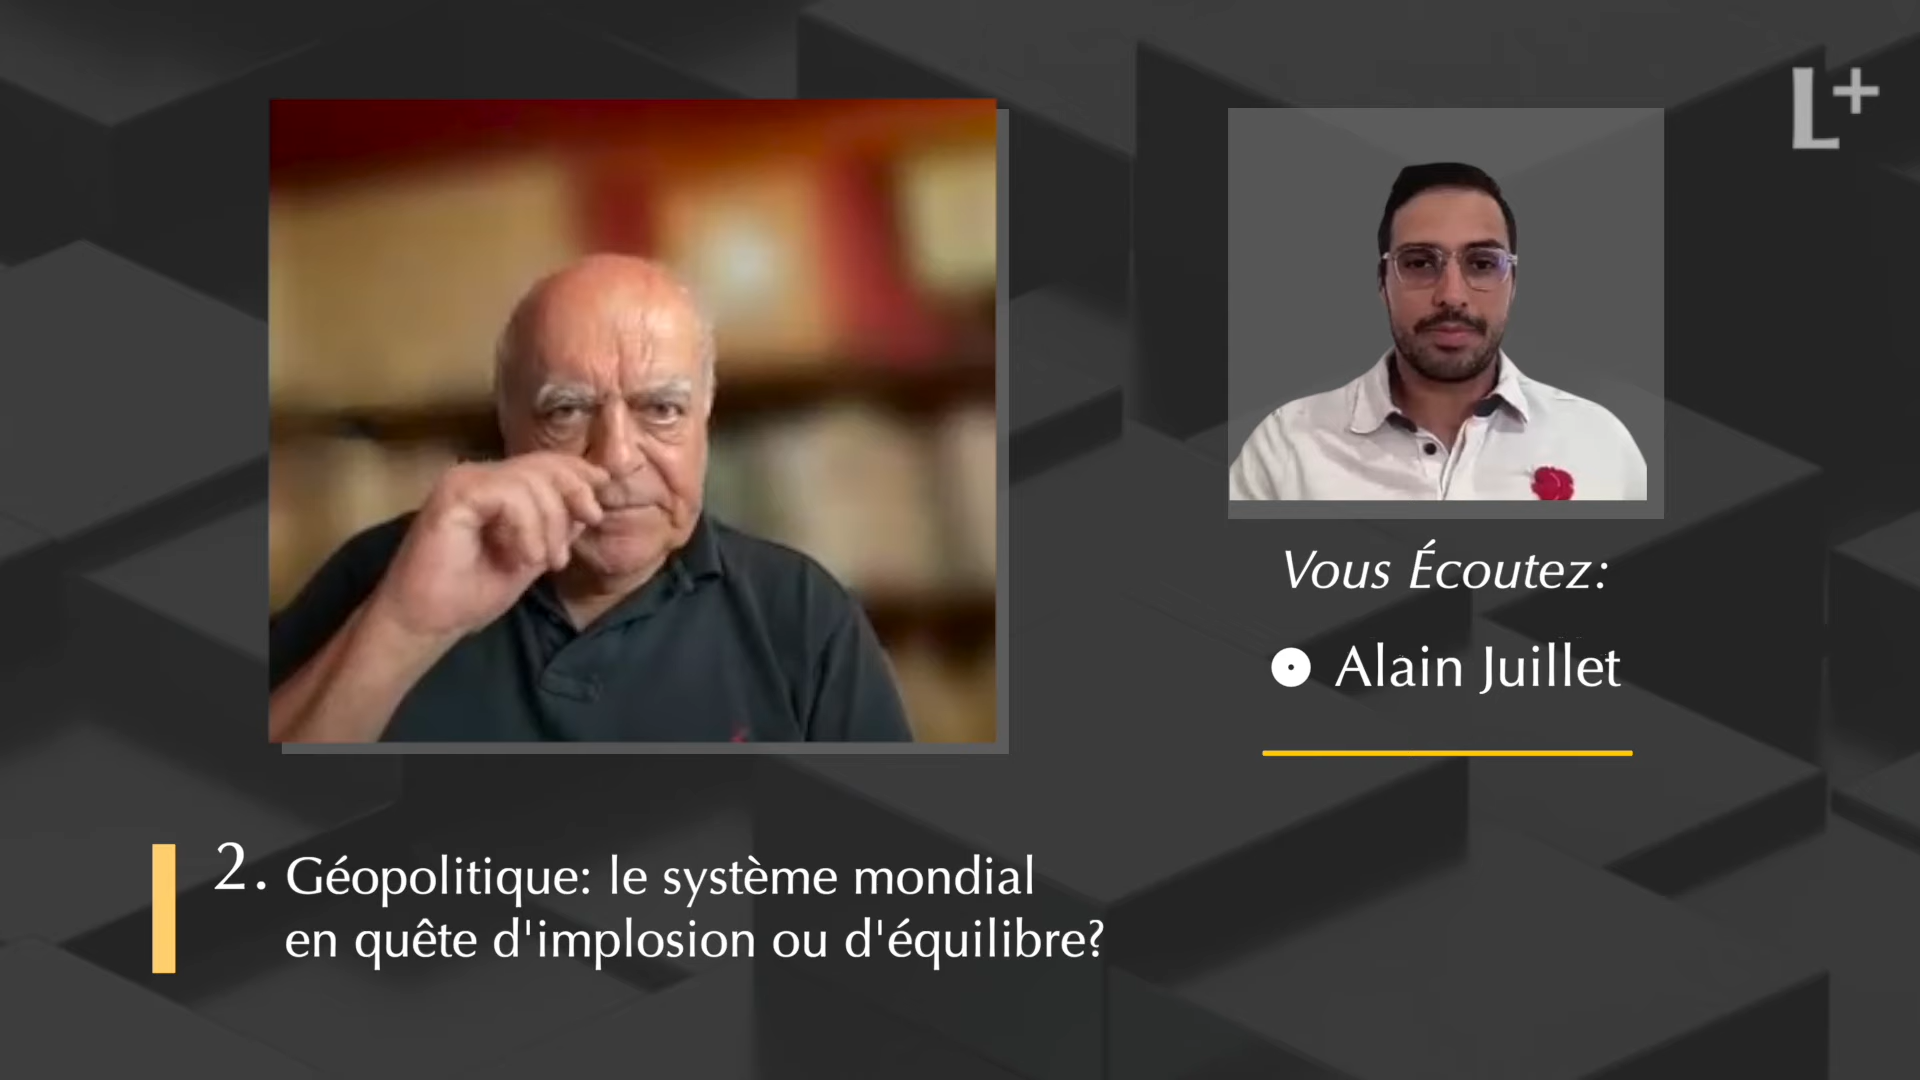 L+
Vous Écoutez:
Alain Juillet
2. Géopolitique: le système mondial
en quête d'implosion ou d'équilibre?